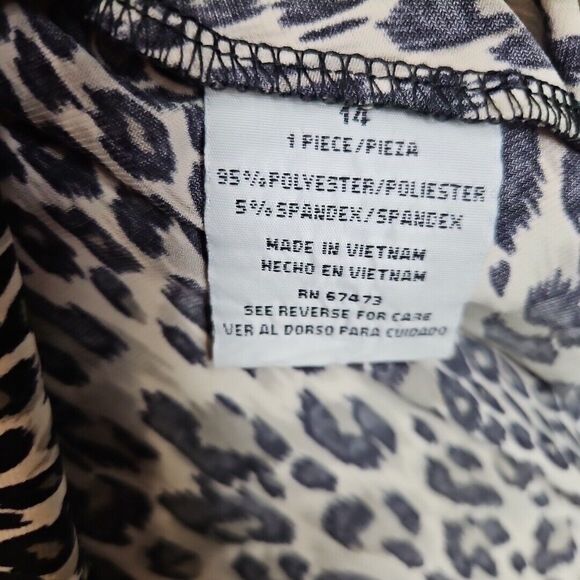 14
1 PIECE/PIEZA
95%POLYESTER/POLIESTER
5%SPANDEX/SPANDEX
MADE IN VIETNAM
HECHO EN VIETNAM
RN 67473
SEE REVERSE FOR CARE
VER AL DORSO PARA CUIDADO